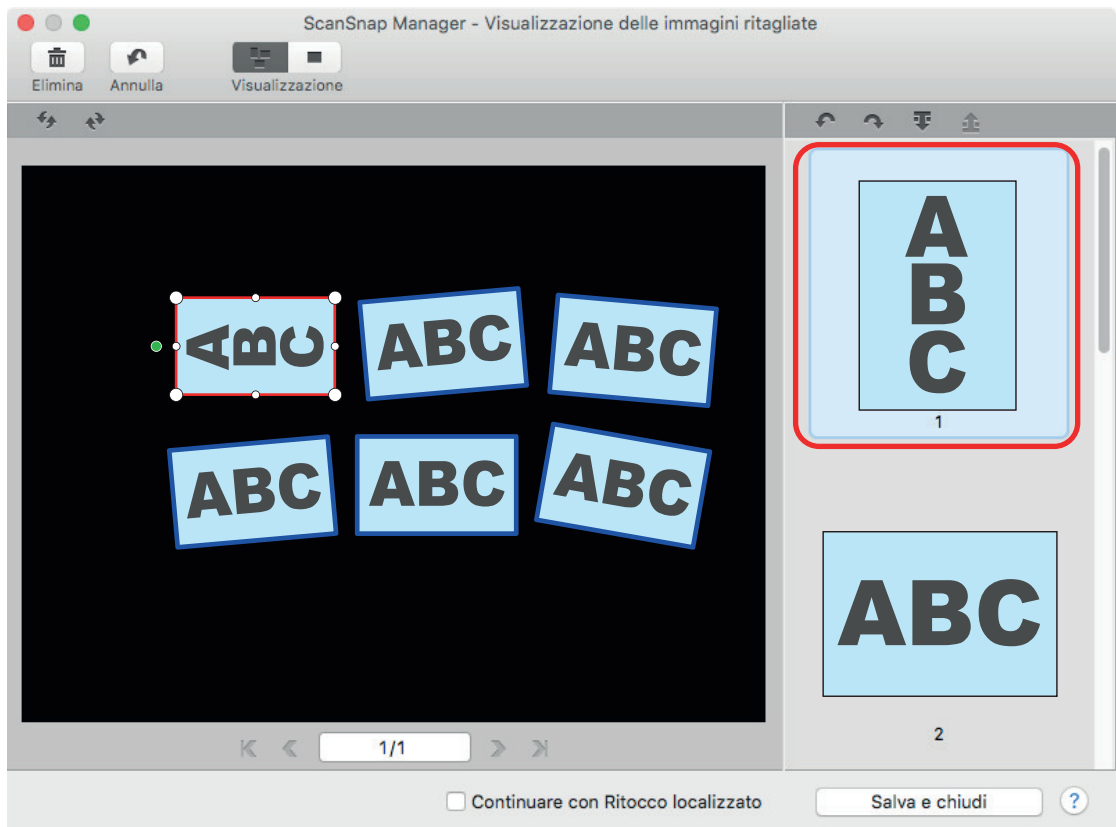 ScanSnap Manager - Visualizzazione delle immagini ritagliate
Elimina
Annulla
Visualizzazione
ABC
ABC
ABC
ABC
ABC
ABC
A
B
C
1
ABC
2
1/1
Continuare con Ritocco localizzato
Salva e chiudi
?